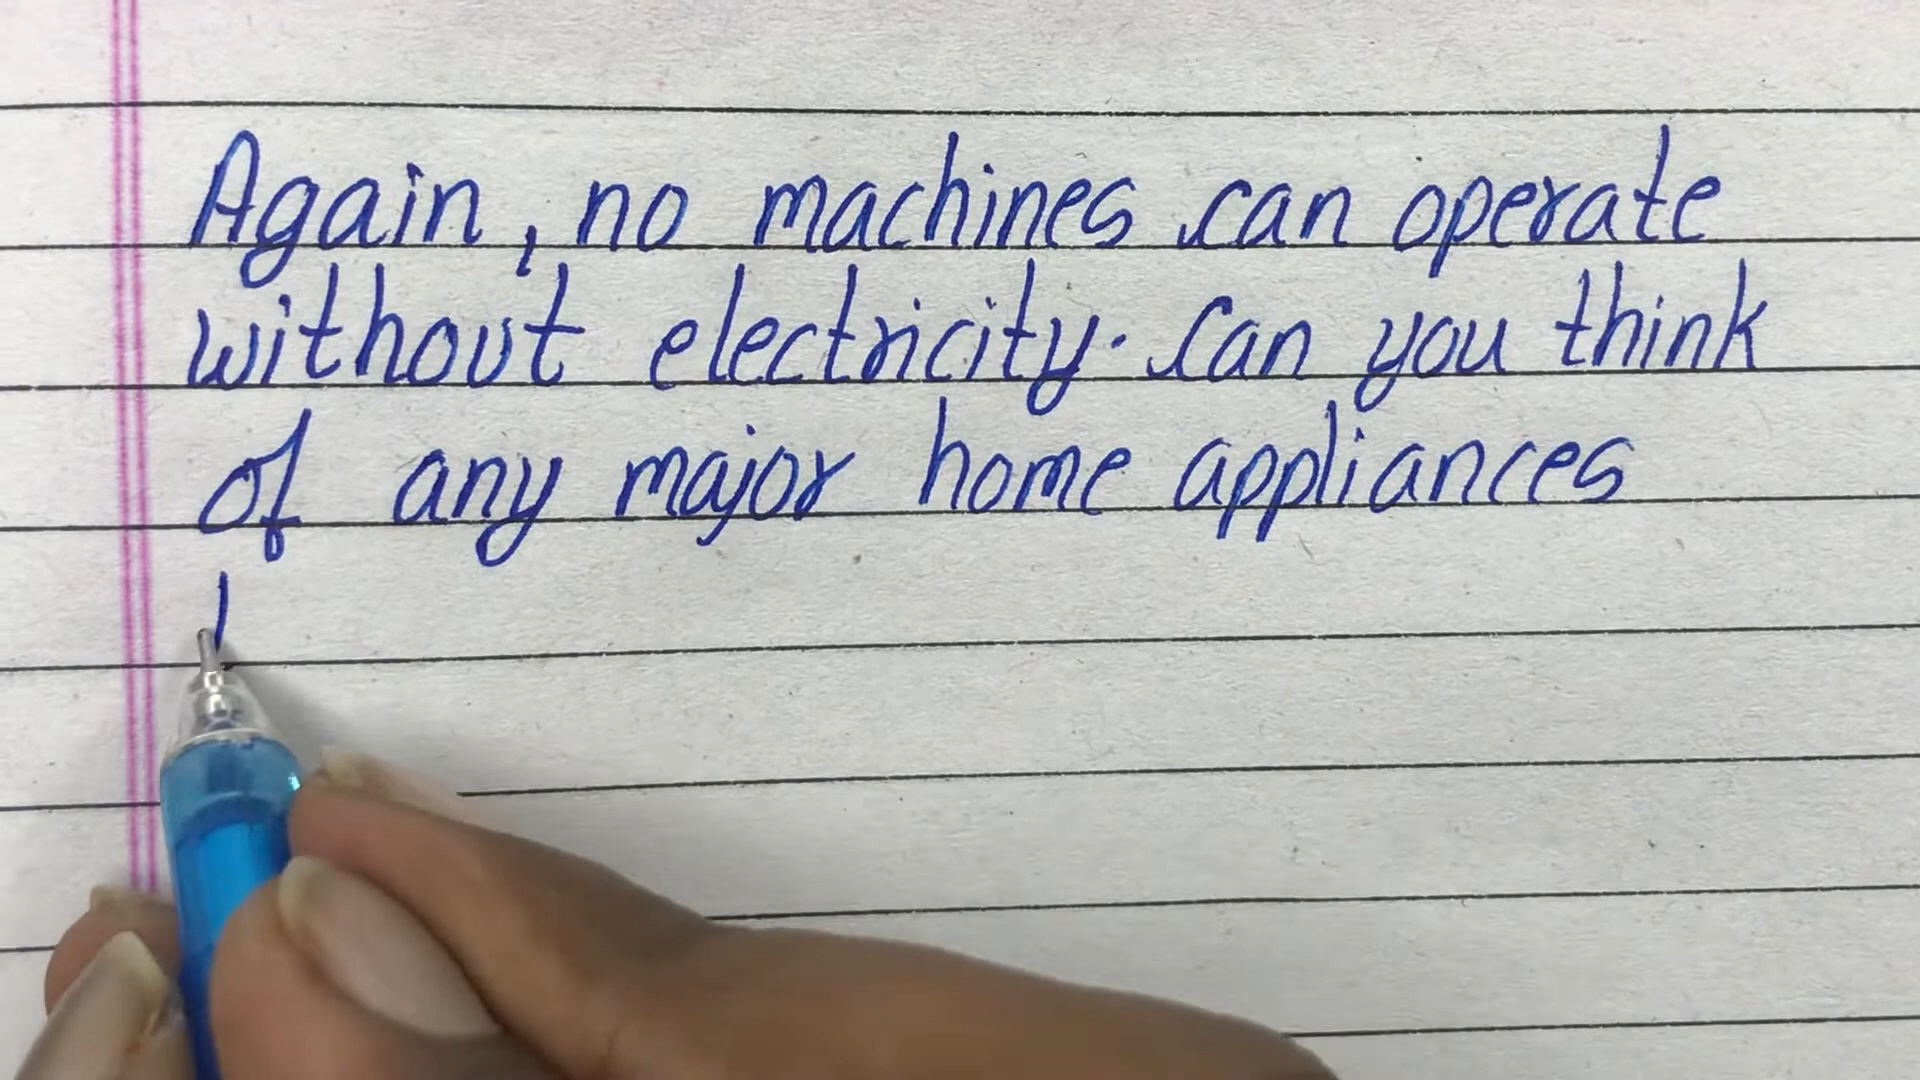 Again, no machines can operate
without electricity. Can you think
of any major home appliances